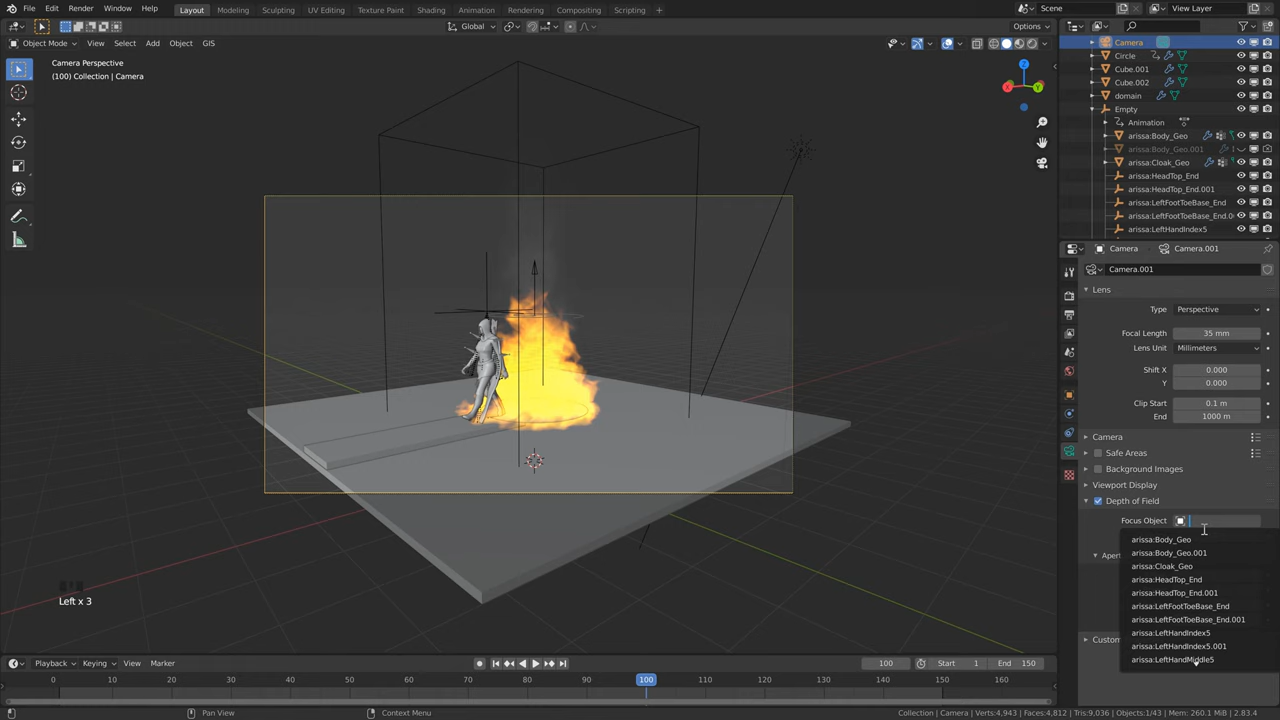 File Edit Render Window Help Layout Modeling Sculpting UV Editing Texture Paint Shading Animation Rendering Compositing Scripting + Scene View Layer
Global Options
Object Mode View Select Add Object GIS
Camera Perspective
(100) Collection | Camera
Z
X
Y
Camera
Circle
Cube.001
Cube.002
domain
Empty
Animation
arissa:Body_Geo
arissa:Body_Geo.001
arissa:Cloak_Geo
arissa:HeadTop_End
arissa:HeadTop_End.001
arissa:LeftFootToeBase_End
arissa:LeftFootToeBase_End.0
arissa:LeftHandIndex5
Camera Camera.001
Camera.001
Lens
Type Perspective
Focal Length 35 mm
Lens Unit Millimeters
Shift X 0.000
Y 0.000
Clip Start 0.1 m
End 1000 m
Camera
Safe Areas
Background Images
Viewport Display
Depth of Field
Focus Object
arissa:Body_Geo
arissa:Body_Geo.001
Apert
arissa:Cloak_Geo
arissa:HeadTop_End
arissa:HeadTop_End.001
arissa:LeftFootToeBase_End
arissa:LeftFootToeBase_End.001
arissa:LeftHandIndex5
Custom
arissa:LeftHandIndex5.001
arissa:LeftHandMiddle5
Left x 3
Playback Keying View Marker 100 Start 1 End 150
0 10 20 30 40 50 60 70 80 90 100 110 120 130 140 150 160
Select Pan View Context Menu Collection | Camera | Verts:4,943 | Faces:4,812 | Tris:9,036 | Objects:1/43 | Mem: 260.1 MiB | 2.83.4